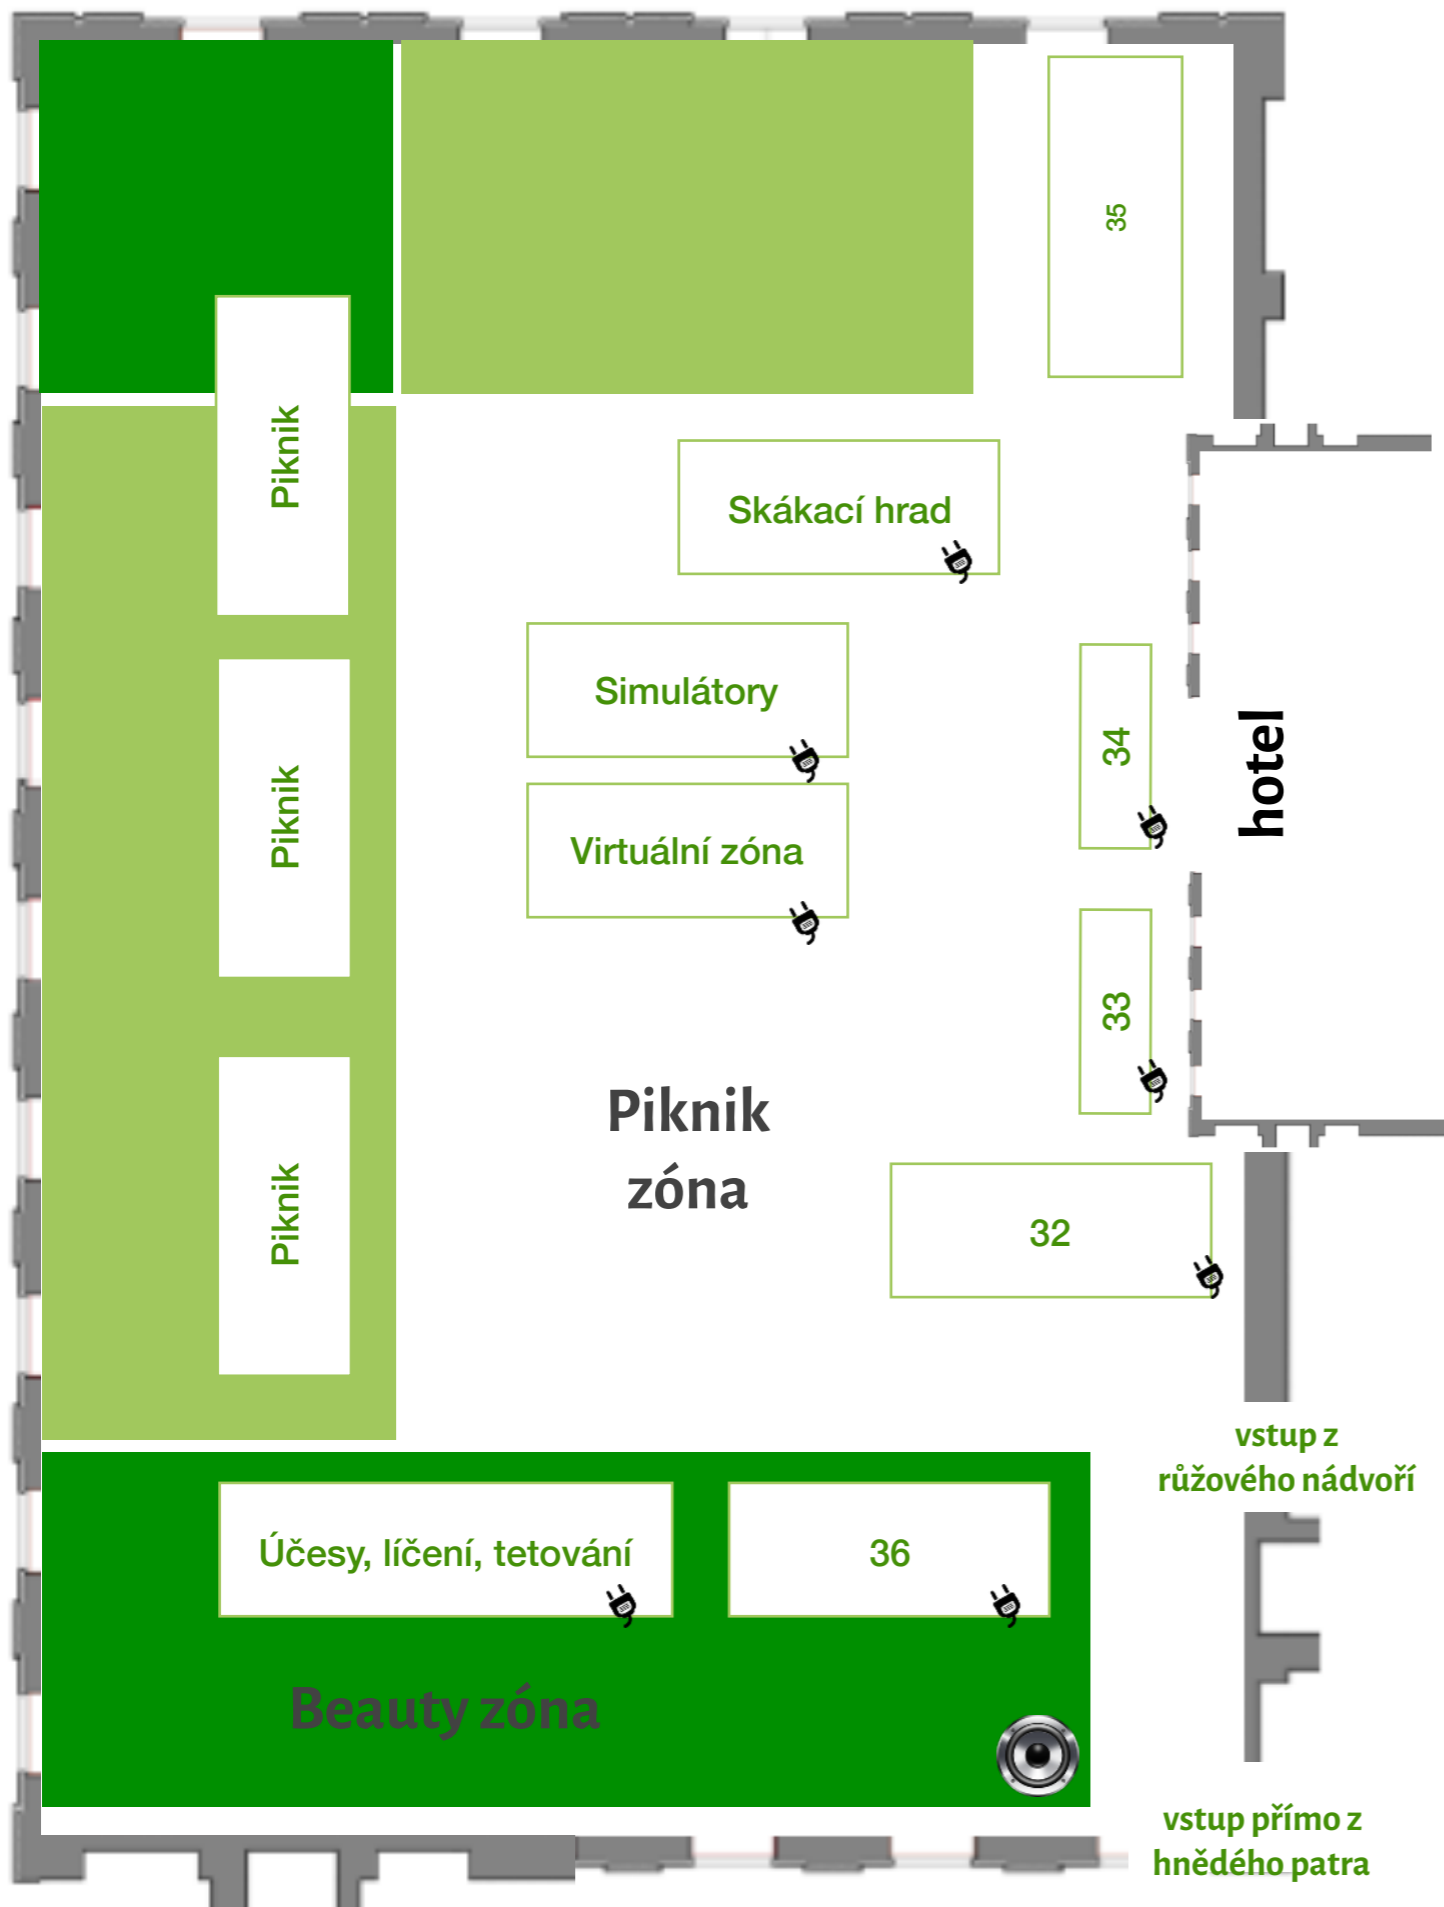 35
Piknik
Skákací hrad
Simulátory
34
hotel
Piknik
Virtuální zóna
33
Piknik
zóna
Piknik
32
vstup z
růžového nádvoří
Účesy, líčení, tetování
36
Beauty zóna
vstup přímo z
hnědého patra